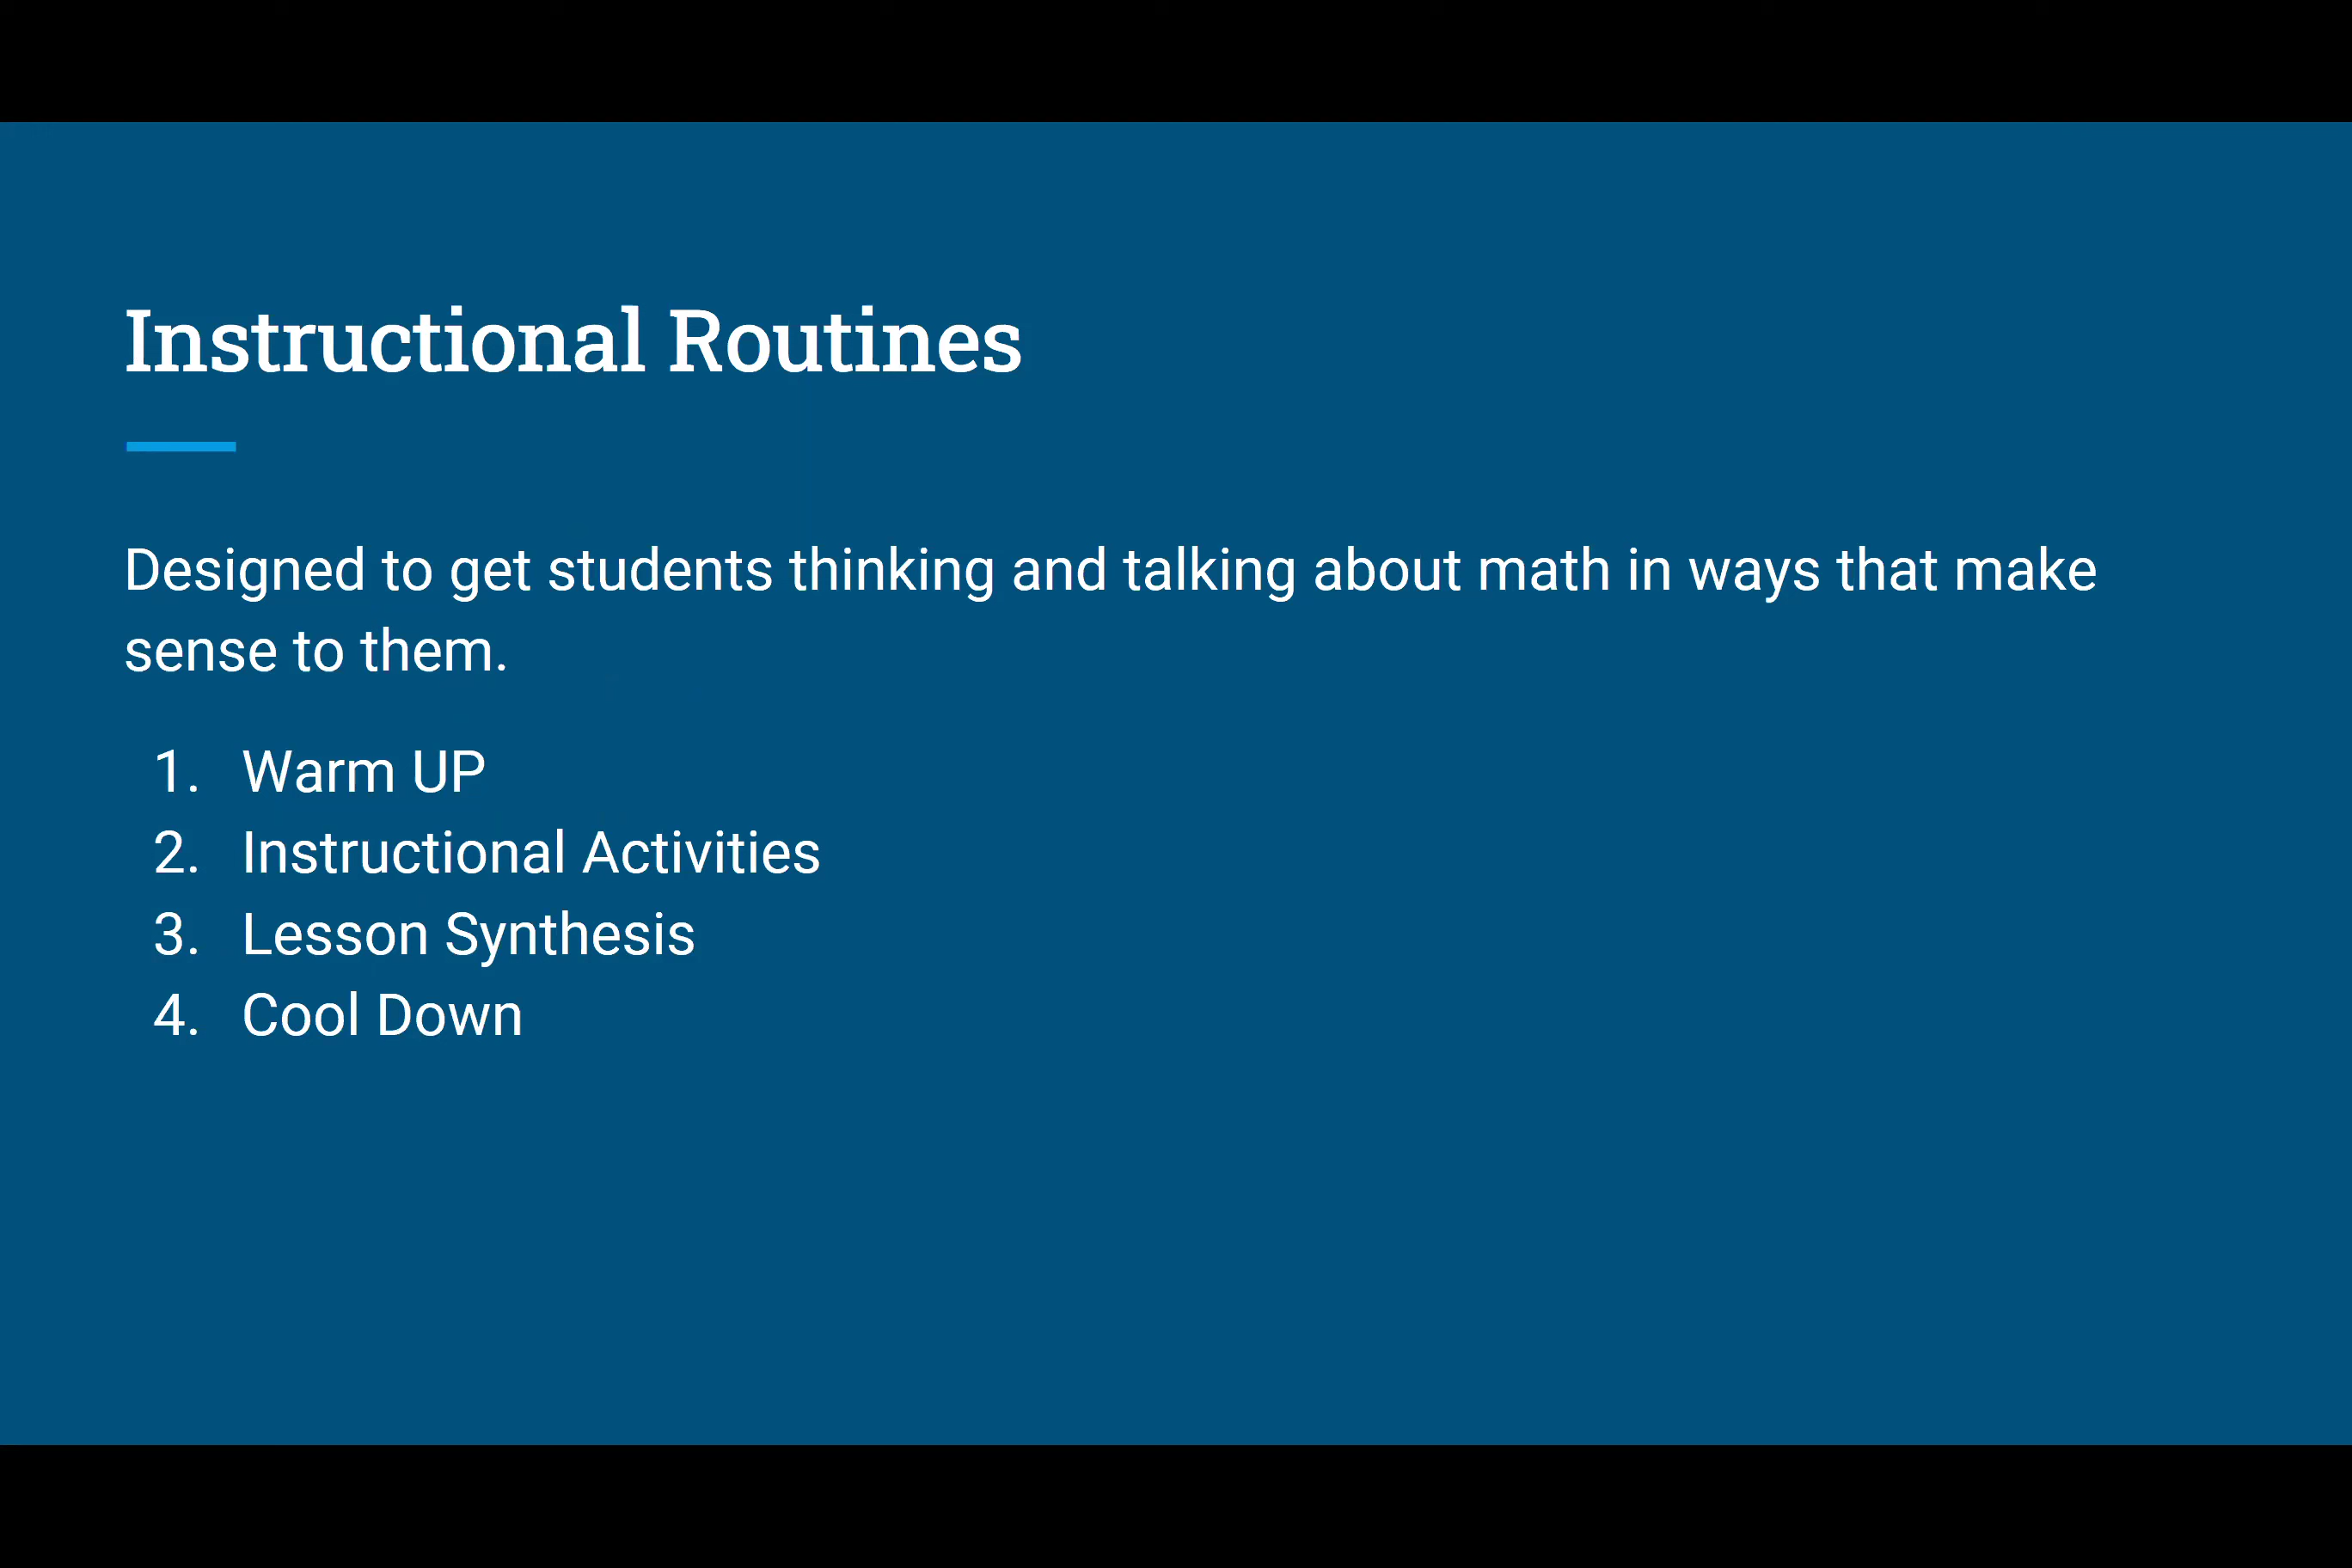 Instructional Routines
Designed to get students thinking and talking about math in ways that make
sense to them.
1. Warm UP
2. Instructional Activities
3. Lesson Synthesis
4. Cool Down